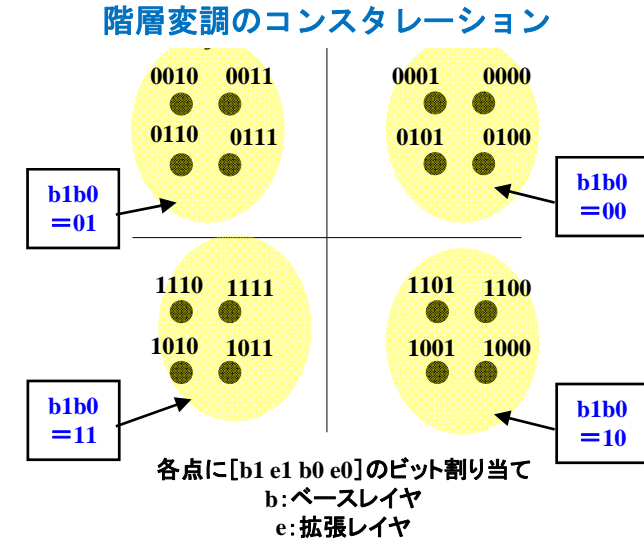 階層変調のコンスタレーション
0010 0011
0001 0000
0110 0111
0101 0100
b1b0
=01
b1b0
=00
1110 1111
1101 1100
1010 1011
1001 1000
b1b0
=11
b1b0
=10
各点に[b1 e1 b0 e0]のビット割り当て
b:ベースレイヤ
e:拡張レイヤ